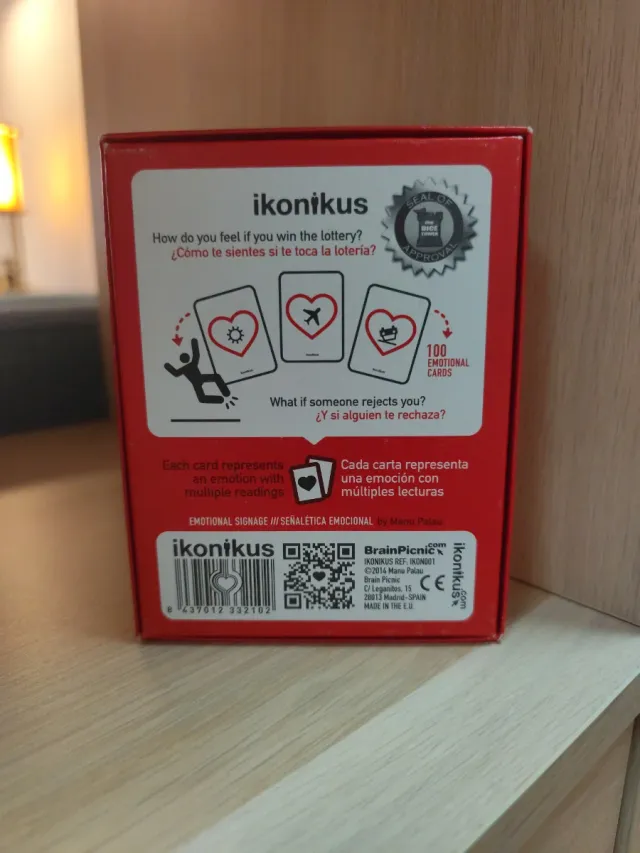 ikonikus
SEAL OF
APPROVAL
THE
DICE
TOWER
How do you feel if you win the lottery?
¿Cómo te sientes si te toca la lotería?
100
EMOTIONAL
CARDS
What if someone rejects you?
¿Y si alguien te rechaza?
Each card represents
an emotion with
multiple readings
Cada carta representa
una emoción con
múltiples lecturas
EMOTIONAL SIGNAGE /// SEÑALÉTICA EMOCIONAL by Manu Palau
ikonikus
8 437012 332102
BrainPicnic.com
IKONIKUS REF: IKON001
©2014 Manu Palau
Brain Picnic
C/ Leganitos, 15
28013 Madrid-SPAIN
MADE IN THE E.U.
CE
ikonikus.com